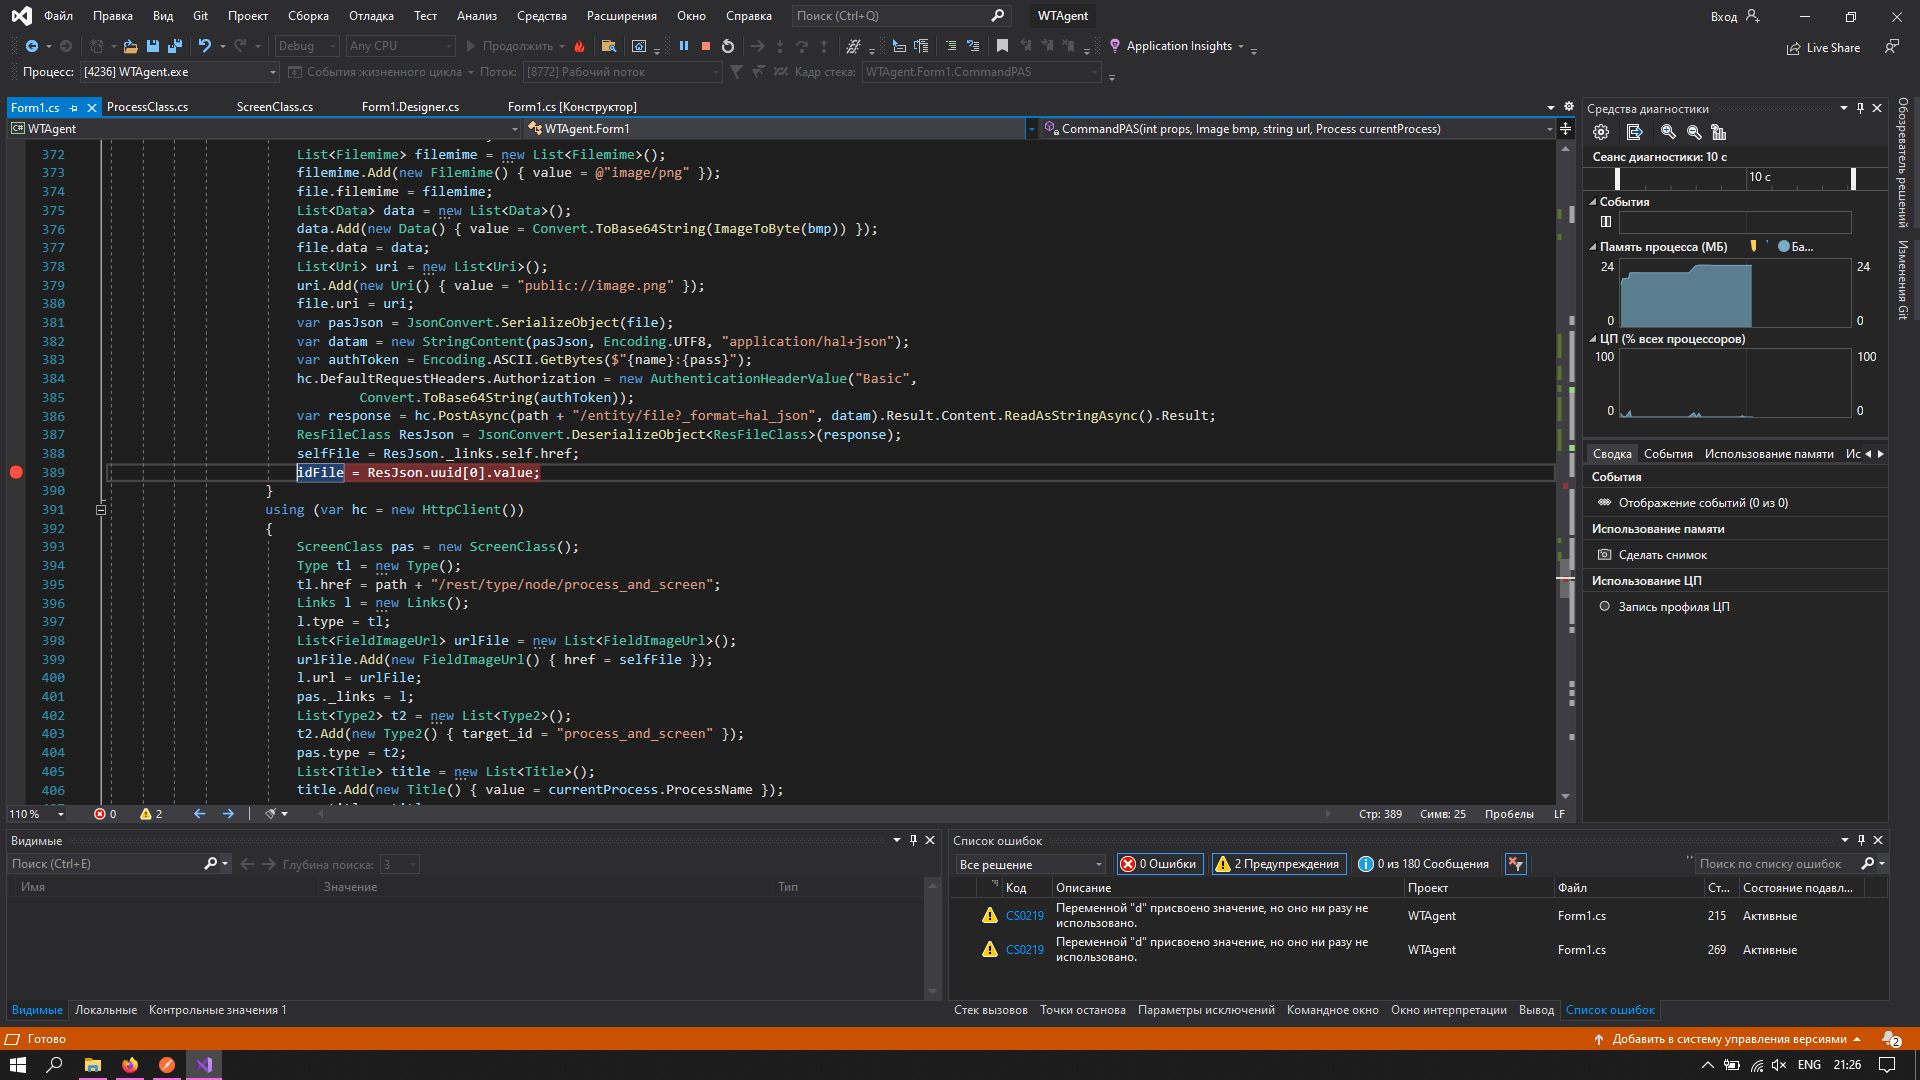 Файл Правка Вид Git Проект Сборка Отладка Тест Анализ Средства Расширения Окно Справка Поиск (Ctrl+Q) WTAgent Вход
Debug Any CPU Продолжить Application Insights Live Share
Процесс: [4236] WTAgent.exe События жизненного цикла Поток: [8772] Рабочий поток Кадр стека: WTAgent.Form1.CommandPAS
Form1.cs ProcessClass.cs ScreenClass.cs Form1.Designer.cs Form1.cs [Конструктор]
WTAgent WTAgent.Form1 CommandPAS(int props, Image bmp, string url, Process currentProcess)
372 List<Filemime> filemime = new List<Filemime>();
373 filemime.Add(new Filemime() { value = @"image/png" });
374 file.filemime = filemime;
375 List<Data> data = new List<Data>();
376 data.Add(new Data() { value = Convert.ToBase64String(ImageToByte(bmp)) });
377 file.data = data;
378 List<Uri> uri = new List<Uri>();
379 uri.Add(new Uri() { value = "public://image.png" });
380 file.uri = uri;
381 var pasJson = JsonConvert.SerializeObject(file);
382 var datam = new StringContent(pasJson, Encoding.UTF8, "application/hal+json");
383 var authToken = Encoding.ASCII.GetBytes($"{name}:{pass}");
384 hc.DefaultRequestHeaders.Authorization = new AuthenticationHeaderValue("Basic",
385 Convert.ToBase64String(authToken));
386 var response = hc.PostAsync(path + "/entity/file?_format=hal_json", datam).Result.Content.ReadAsStringAsync().Result;
387 ResFileClass ResJson = JsonConvert.DeserializeObject<ResFileClass>(response);
388 selfFile = ResJson._links.self.href;
389 idFile = ResJson.uuid[0].value;
390 }
391 using (var hc = new HttpClient())
392 {
393 ScreenClass pas = new ScreenClass();
394 Type tl = new Type();
395 tl.href = path + "/rest/type/node/process_and_screen";
396 Links l = new Links();
397 l.type = tl;
398 List<FieldImageUrl> urlFile = new List<FieldImageUrl>();
399 urlFile.Add(new FieldImageUrl() { href = selfFile });
400 l.url = urlFile;
401 pas._links = l;
402 List<Type2> t2 = new List<Type2>();
403 t2.Add(new Type2() { target_id = "process_and_screen" });
404 pas.type = t2;
405 List<Title> title = new List<Title>();
406 title.Add(new Title() { value = currentProcess.ProcessName });
110 % 0 2 Стр: 389 Симв: 25 Пробелы LF
Средства диагностики
Сеанс диагностики: 10 с
10 с
События
Память процесса (МБ) Ба...
24 24
0 0
ЦП (% всех процессоров)
100 100
0 0
Сводка События Использование памяти Ис
События
Отображение событий (0 из 0)
Использование памяти
Сделать снимок
Использование ЦП
Запись профиля ЦП
Обозреватель решений
Изменения Git
Видимые
Поиск (Ctrl+E) Глубина поиска: 3
Имя Значение Тип
Видимые Локальные Контрольные значения 1
Список ошибок
Все решение 0 Ошибки 2 Предупреждения 0 из 180 Сообщения Поиск по списку ошибок
Код Описание Проект Файл Ст... Состояние подавл...
CS0219 Переменной "d" присвоено значение, но оно ни разу не использовано. WTAgent Form1.cs 215 Активные
CS0219 Переменной "d" присвоено значение, но оно ни разу не использовано. WTAgent Form1.cs 269 Активные
Стек вызовов Точки останова Параметры исключений Командное окно Окно интерпретации Вывод Список ошибок
Готово Добавить в систему управления версиями 2
ENG 21:26